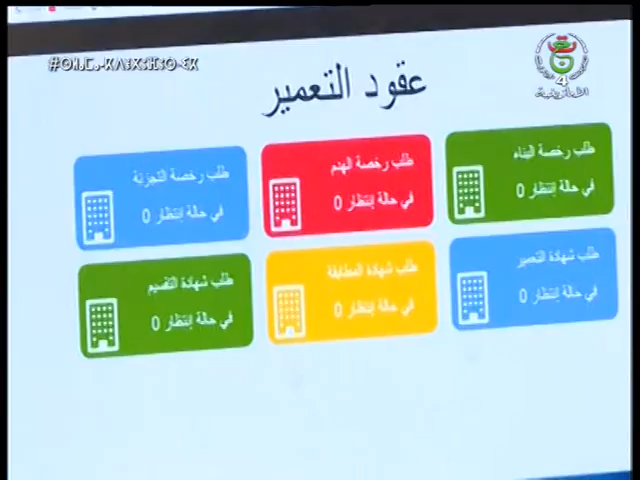 عقود التعمير
طلب رخصة البناء
في حالة إنتظار 0
طلب رخصة الهدم
في حالة إنتظار 0
طلب رخصة التجزئة
في حالة إنتظار 0
طلب شهادة التعمير
في حالة إنتظار 0
طلب شهادة المطابقة
في حالة إنتظار 0
طلب شهادة التقسيم
في حالة إنتظار 0
4